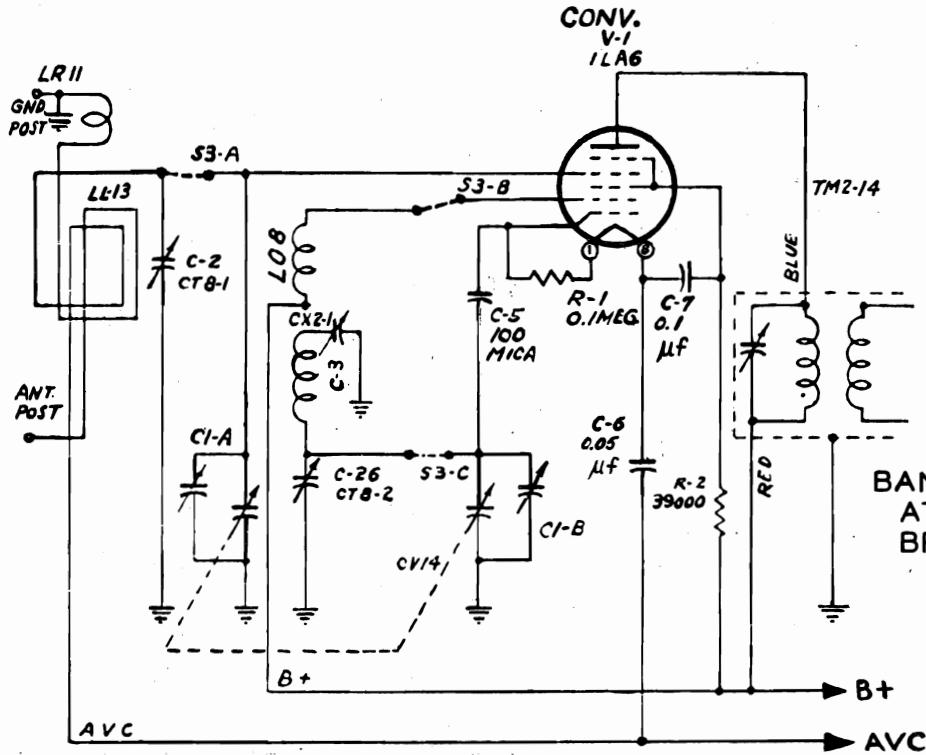 CONV.
V-1
1LA6
LR11
GND
POST
S3-A
S3-B
LL-13
TM2-14
L08
C-2
CT8-1
BLUE
R-1
0.1MEG.
C-7
0.1
µf
C-5
100
MICA
CX2-1
C-3
ANT.
POST
C1-A
C-26
CT8-2
S3-C
C-6
0.05
µf
R-2
39000
RED
C1-B
CV14
BAN
AT
BF
B+
B+
AVC
AVC
1